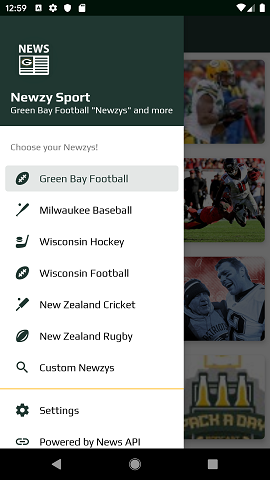 12:59
NEWS
G
Newzy Sport
Green Bay Football "Newzys" and more
Choose your Newzys!
Green Bay Football
Milwaukee Baseball
Wisconsin Hockey
Wisconsin Football
New Zealand Cricket
New Zealand Rugby
Custom Newzys
Settings
Powered by News API
PACK A DAY